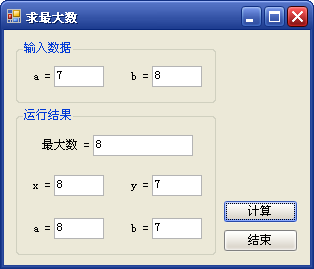 求最大数
输入数据
a = 7 b = 8
运行结果
最大数 = 8
x = 8 y = 7
a = 8 b = 7
计算
结束